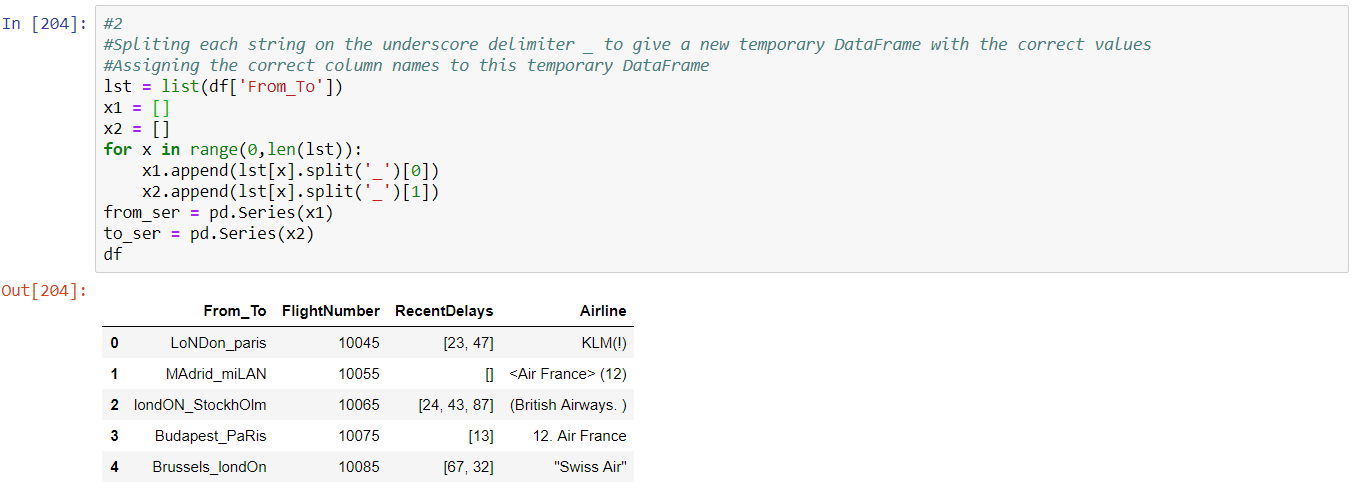 In [204]: #2
#Spliting each string on the underscore delimiter _ to give a new temporary DataFrame with the correct values
#Assigning the correct column names to this temporary DataFrame
lst = list(df['From_To'])
x1 = []
x2 = []
for x in range(0,len(lst)):
    x1.append(lst[x].split('_')[0])
    x2.append(lst[x].split('_')[1])
from_ser = pd.Series(x1)
to_ser = pd.Series(x2)
df
Out[204]:
From_To FlightNumber RecentDelays Airline
0 LoNDon_paris 10045 [23, 47] KLM(!)
1 MAdrid_miLAN 10055 [] <Air France> (12)
2 londON_StockhOlm 10065 [24, 43, 87] (British Airways. )
3 Budapest_PaRis 10075 [13] 12. Air France
4 Brussels_londOn 10085 [67, 32] "Swiss Air"